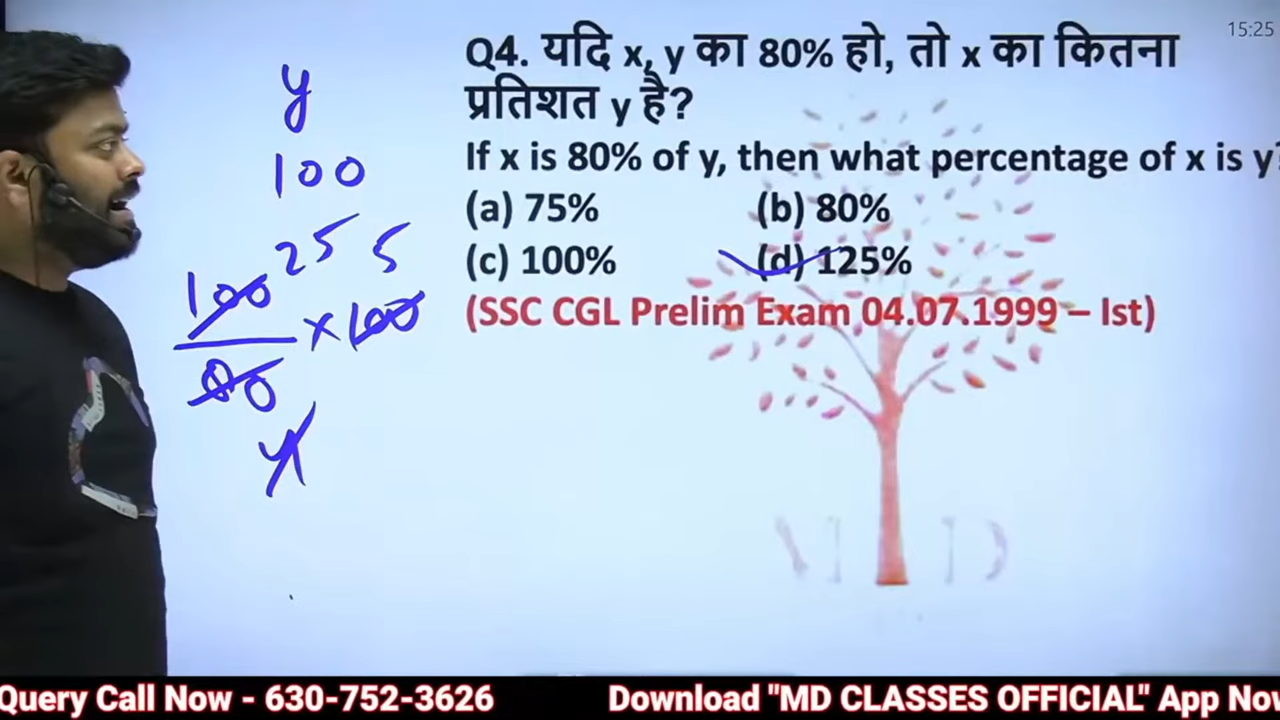 15:25
Q4. यदि x, y का 80% हो, तो x का कितना
प्रतिशत y है?
If x is 80% of y, then what percentage of x is y?
(a) 75% (b) 80%
(c) 100% (d) 125%
(SSC CGL Prelim Exam 04.07.1999 – Ist)
y
100
25 5
100
×100
80
4
MD
Query Call Now - 630-752-3626 Download "MD CLASSES OFFICIAL" App Now